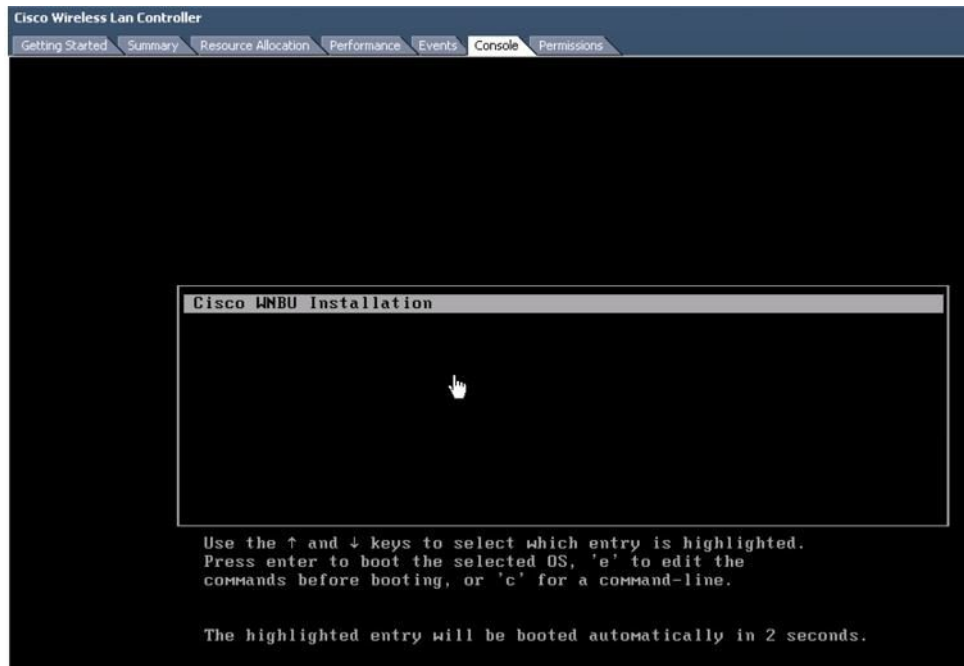 Cisco Wireless Lan Controller
Getting Started Summary Resource Allocation Performance Events Console Permissions
Cisco WNBU Installation
Use the ↑ and ↓ keys to select which entry is highlighted.
Press enter to boot the selected OS, 'e' to edit the
commands before booting, or 'c' for a command-line.
The highlighted entry will be booted automatically in 2 seconds.